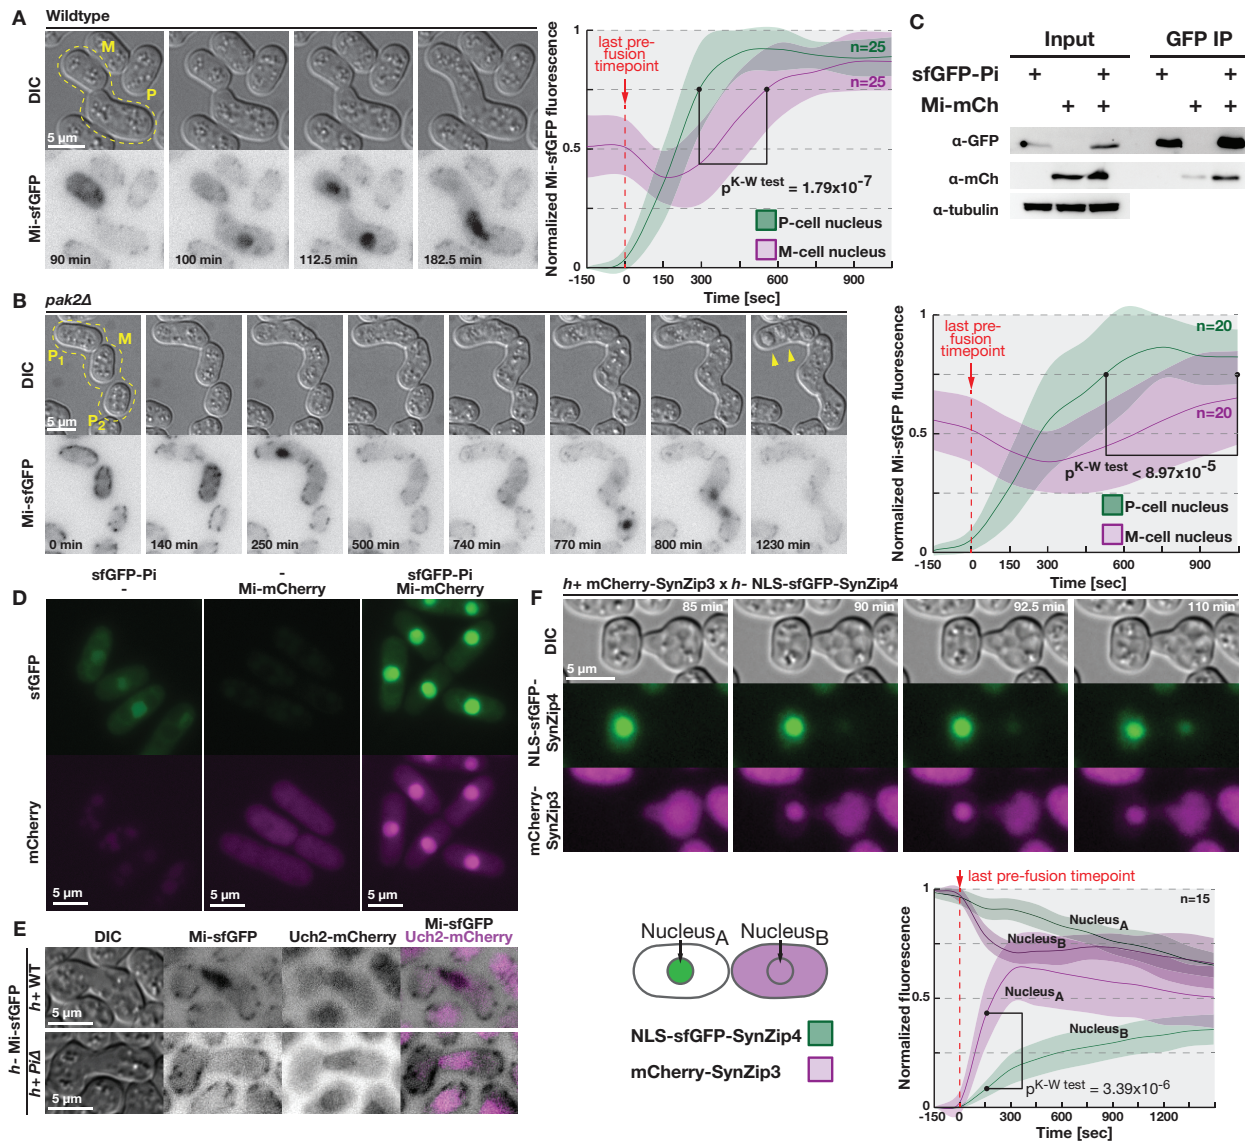 A
Wildtype
DIC
M
P
5 µm
Mi-sfGFP
90 min
100 min
112.5 min
182.5 min
Normalized Mi-sfGFP fluorescence
1
0.5
0
last pre-
fusion
timepoint
n=25
n=25
p^K-W test = 1.79x10^-7
P-cell nucleus
M-cell nucleus
-150 0 150 300 450 600 750 900
Time [sec]
C
Input
GFP IP
sfGFP-Pi + + + +
Mi-mCh + + + +
α-GFP
α-mCh
α-tubulin
B
pak2Δ
DIC
P1
M
P2
5 µm
Mi-sfGFP
0 min
140 min
250 min
500 min
740 min
770 min
800 min
1230 min
Normalized Mi-sfGFP fluorescence
1
0.5
0
last pre-
fusion
timepoint
n=20
n=20
p^K-W test < 8.97x10^-5
P-cell nucleus
M-cell nucleus
-150 0 150 300 450 600 750 900
Time [sec]
D
sfGFP-Pi
-
-
Mi-mCherry
sfGFP-Pi
Mi-mCherry
sfGFP
mCherry
5 µm
5 µm
5 µm
E
DIC
Mi-sfGFP
Uch2-mCherry
Mi-sfGFP
Uch2-mCherry
h- Mi-sfGFP
h+ WT
h+ PiΔ
5 µm
5 µm
F
h+ mCherry-SynZip3 x h- NLS-sfGFP-SynZip4
DIC
85 min
90 min
92.5 min
110 min
5 µm
NLS-sfGFP-
SynZip4
mCherry-
SynZip3
NucleusA
NucleusB
NLS-sfGFP-SynZip4
mCherry-SynZip3
last pre-fusion timepoint
Normalized fluorescence
1
0.5
0
n=15
NucleusA
NucleusB
NucleusA
NucleusB
p^K-W test = 3.39x10^-6
-150 0 300 600 900 1200
Time [sec]